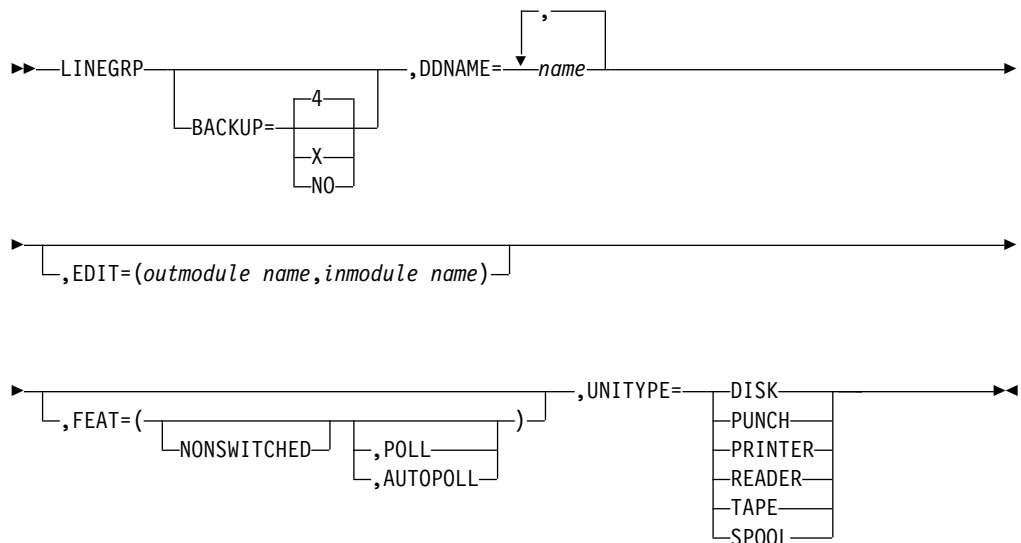 ,
LINEGRP ,DDNAME= name
BACKUP= 4
X
NO
,EDIT=(outmodule name,inmodule name)
,FEAT=( NONSWITCHED ,POLL ) ,UNITYPE= DISK
,AUTOPOLL PUNCH
PRINTER
READER
TAPE
SPOOL